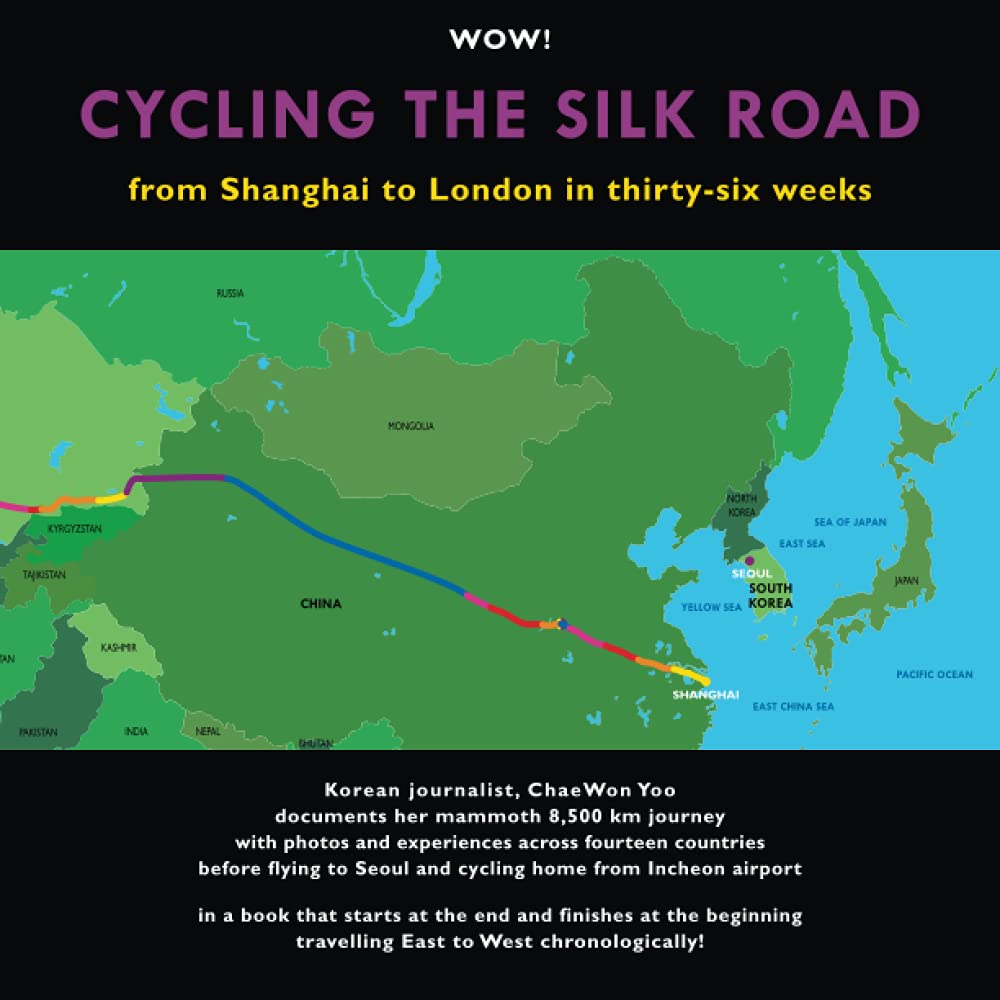 WOW!
CYCLING THE SILK ROAD
from Shanghai to London in thirty-six weeks
RUSSIA
MONGOLIA
NORTH
KOREA
SEA OF JAPAN
KYRGYZSTAN
EAST SEA
SEOUL
TAJIKISTAN
JAPAN
SOUTH
KOREA
CHINA
YELLOW SEA
KASHMIR
TAN
PACIFIC OCEAN
SHANGHAI
EAST CHINA SEA
PAKISTAN
INDIA
NEPAL
BHUTAN
Korean journalist, ChaeWon Yoo
documents her mammoth 8,500 km journey
with photos and experiences across fourteen countries
before flying to Seoul and cycling home from Incheon airport
in a book that starts at the end and finishes at the beginning
travelling East to West chronologically!